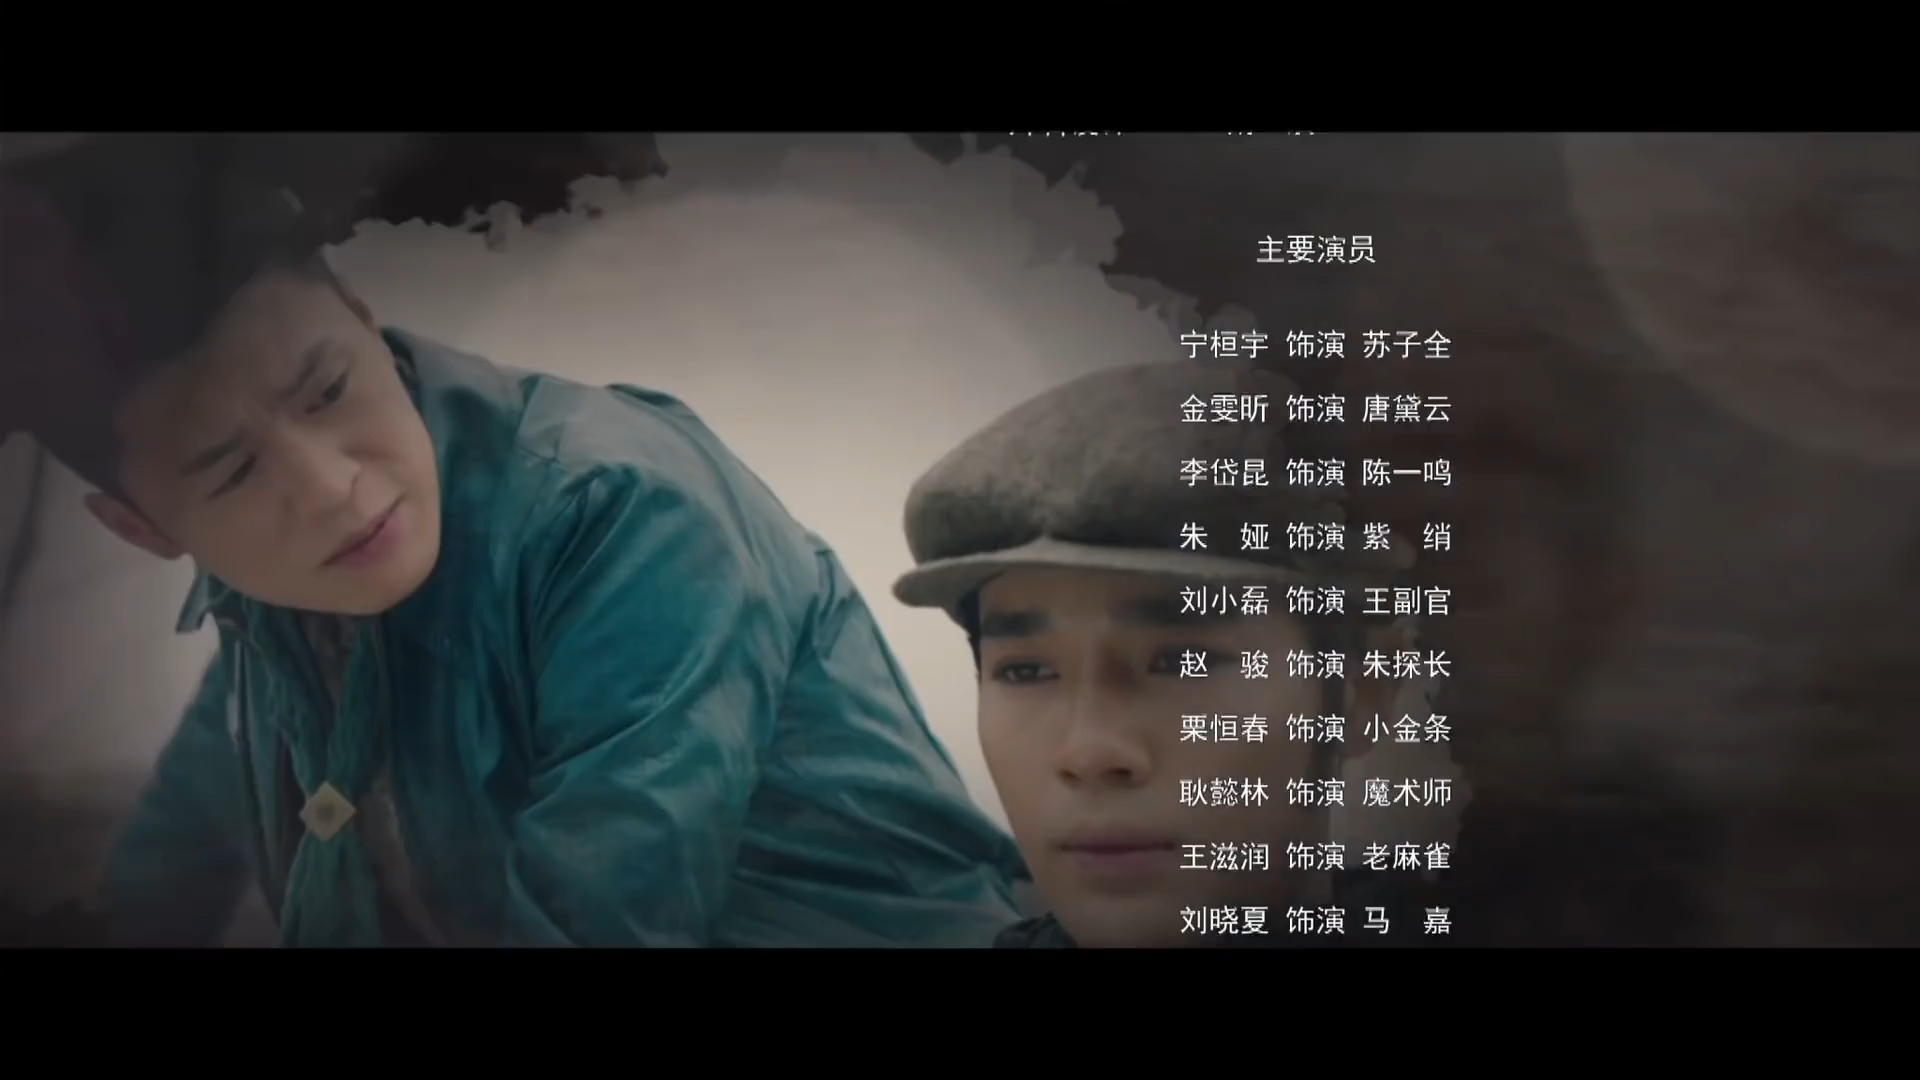 主要演员
宁桓宇 饰演 苏子全
金雯昕 饰演 唐黛云
李岱昆 饰演 陈一鸣
朱　娅 饰演 紫　绡
刘小磊 饰演 王副官
赵　骏 饰演 朱探长
栗恒春 饰演 小金条
耿懿林 饰演 魔术师
王滋润 饰演 老麻雀
刘晓夏 饰演 马　嘉